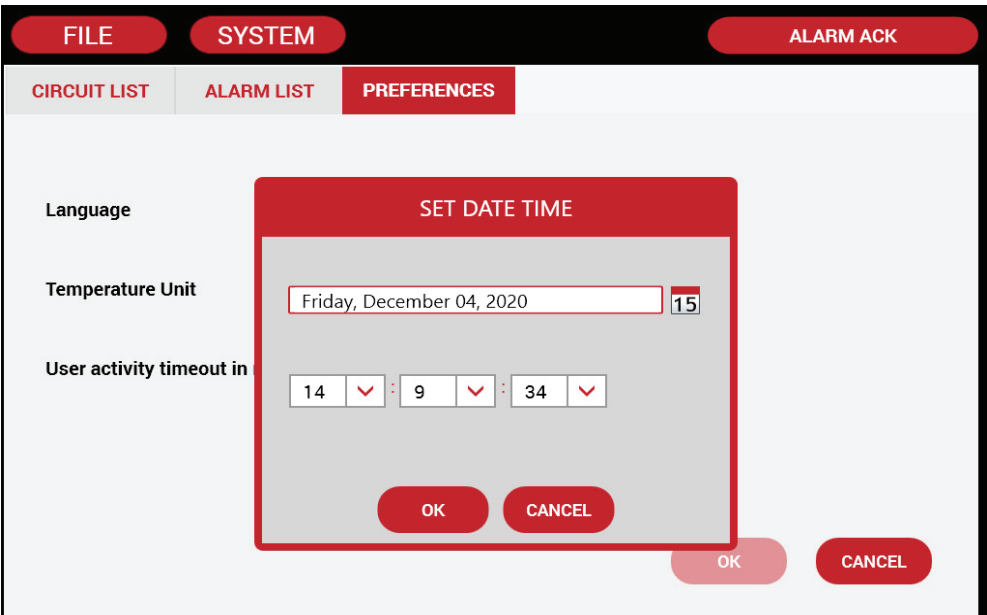 FILE SYSTEM ALARM ACK
CIRCUIT LIST ALARM LIST PREFERENCES
Language
SET DATE TIME
Temperature Unit
Friday, December 04, 2020 15
User activity timeout in
14 : 9 : 34
OK CANCEL
OK CANCEL